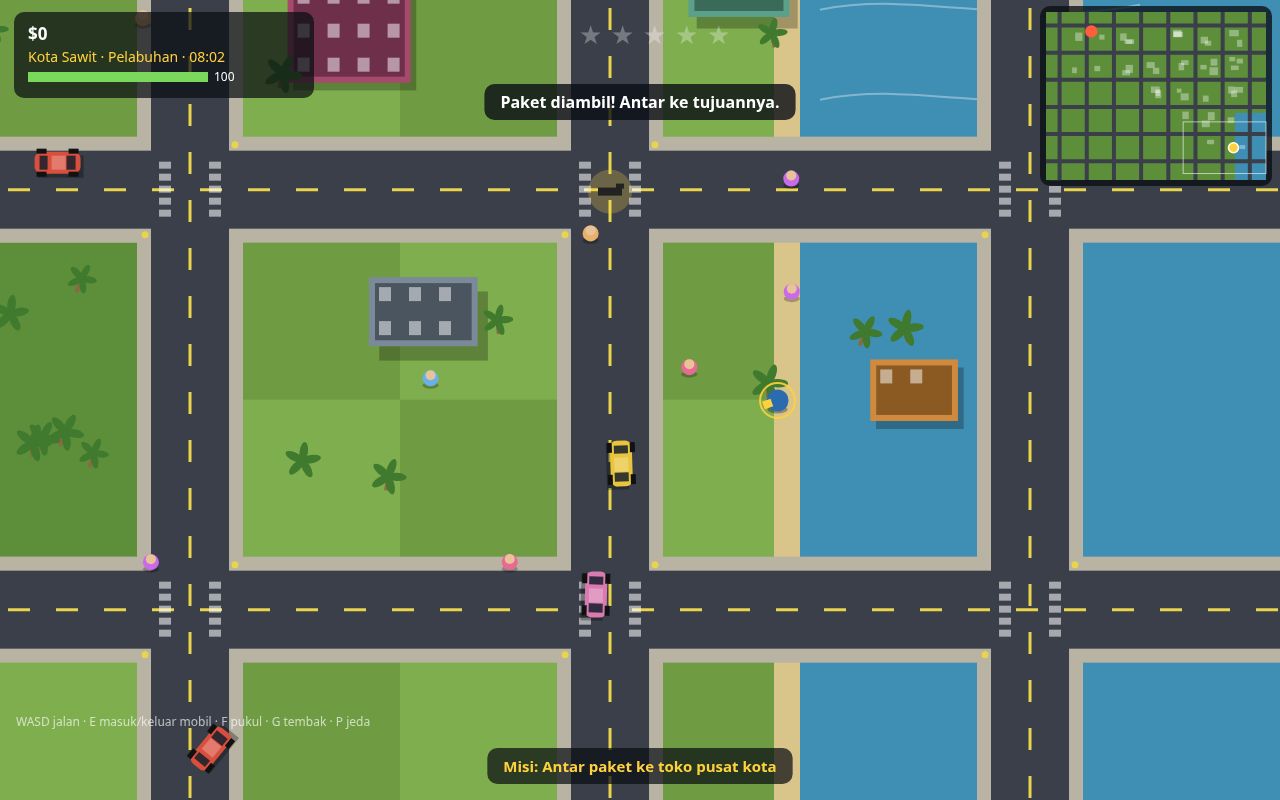 $0
Kota Sawit · Pelabuhan · 08:02
100
Paket diambil! Antar ke tujuannya.
WASD jalan · E masuk/keluar mobil · F pukul · G tembak · P jeda
Misi: Antar paket ke toko pusat kota